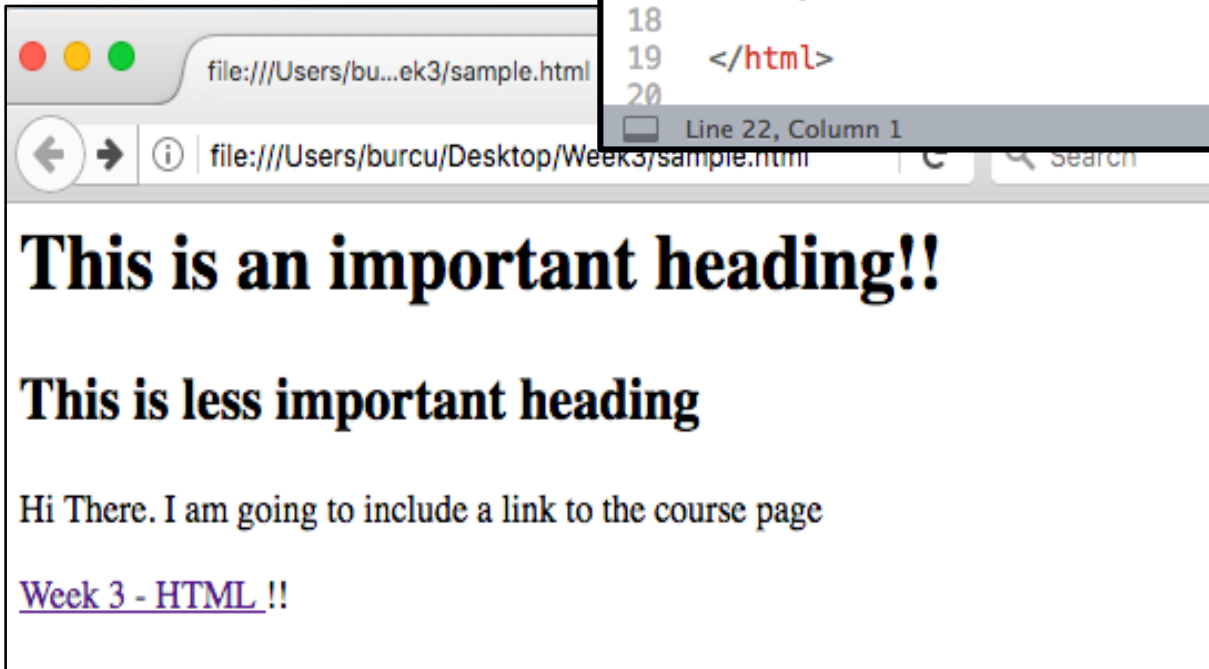 18
19 </html>
20
Line 22, Column 1
file:///Users/bu...ek3/sample.html
file:///Users/burcu/Desktop/Week3/sample.html
Search
This is an important heading!!
This is less important heading
Hi There. I am going to include a link to the course page
Week 3 - HTML !!